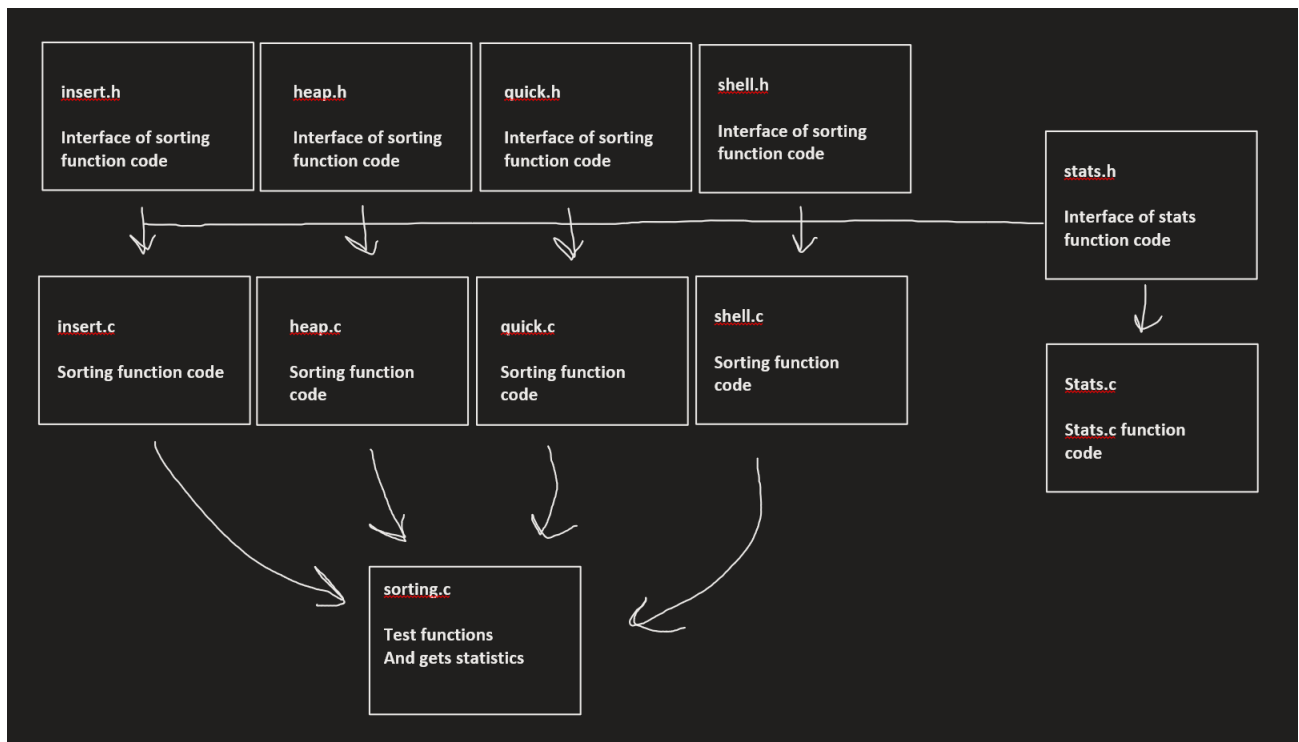 insert.h
Interface of sorting
function code
heap.h
Interface of sorting
function code
quick.h
Interface of sorting
function code
shell.h
Interface of sorting
function code
stats.h
Interface of stats
function code
insert.c
Sorting function code
heap.c
Sorting function
code
quick.c
Sorting function
code
shell.c
Sorting function
code
Stats.c
Stats.c function
code
sorting.c
Test functions
And gets statistics